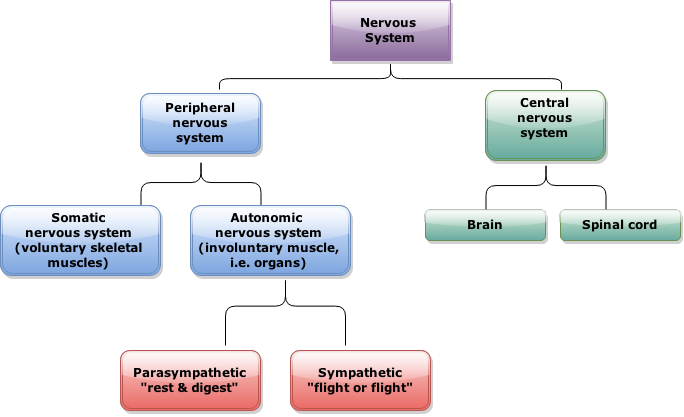 Nervous
System
Peripheral
nervous
system
Central
nervous
system
Somatic
nervous system
(voluntary skeletal
muscles)
Autonomic
nervous system
(involuntary muscle,
i.e. organs)
Brain
Spinal cord
Parasympathetic
"rest & digest"
Sympathetic
"flight or flight"